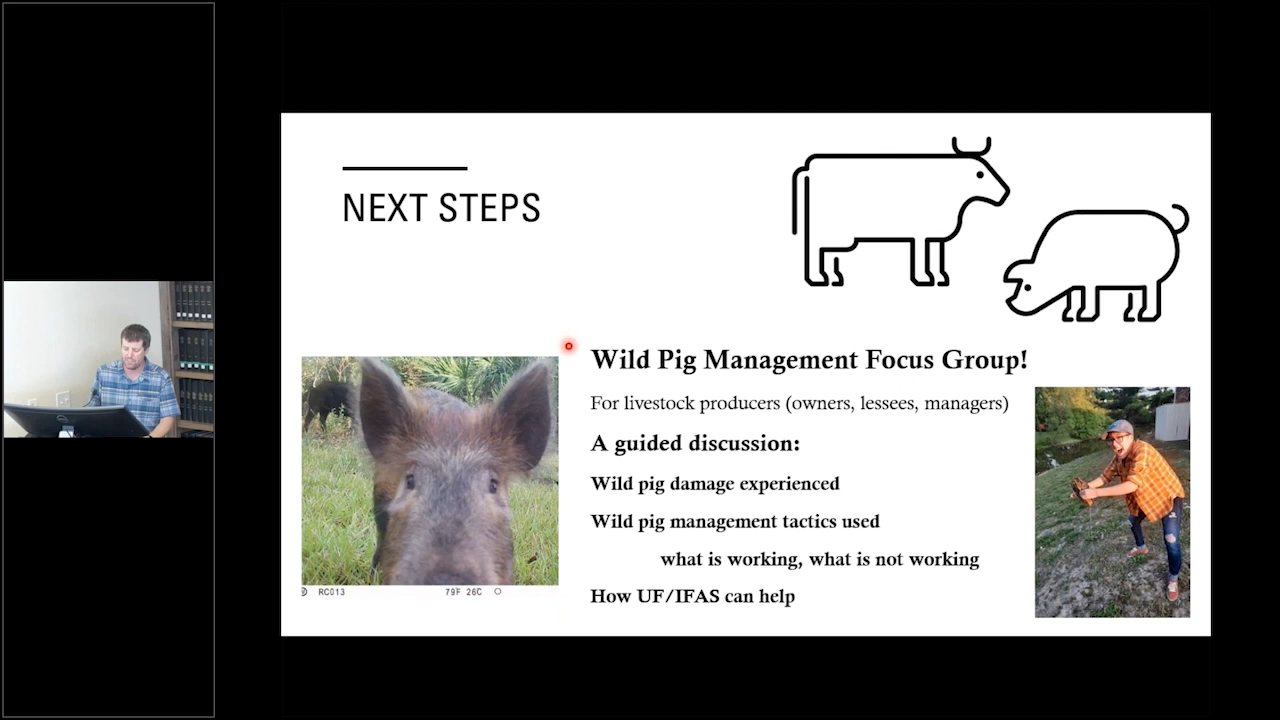 NEXT STEPS
Wild Pig Management Focus Group!
For livestock producers (owners, lessees, managers)
A guided discussion:
Wild pig damage experienced
Wild pig management tactics used
what is working, what is not working
How UF/IFAS can help
RC013 79F 26C